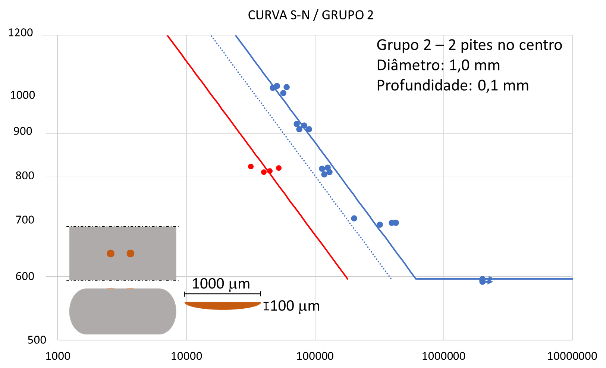 CURVA S-N / GRUPO 2
1200
1000
900
800
700
600
500
Grupo 2 – 2 pites no centro
Diâmetro: 1,0 mm
Profundidade: 0,1 mm
1000 μm
100 μm
1000
10000
100000
1000000
10000000